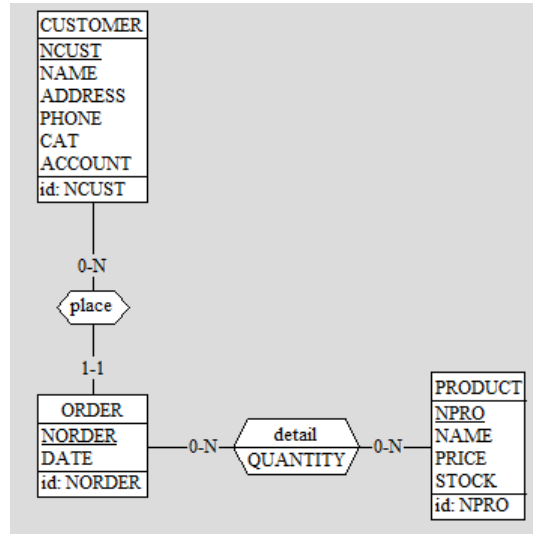 CUSTOMER
NCUST
NAME
ADDRESS
PHONE
CAT
ACCOUNT
id: NCUST
0-N
place
1-1
ORDER
NORDER
DATE
id: NORDER
0-N
detail
QUANTITY
0-N
PRODUCT
NPRO
NAME
PRICE
STOCK
id: NPRO